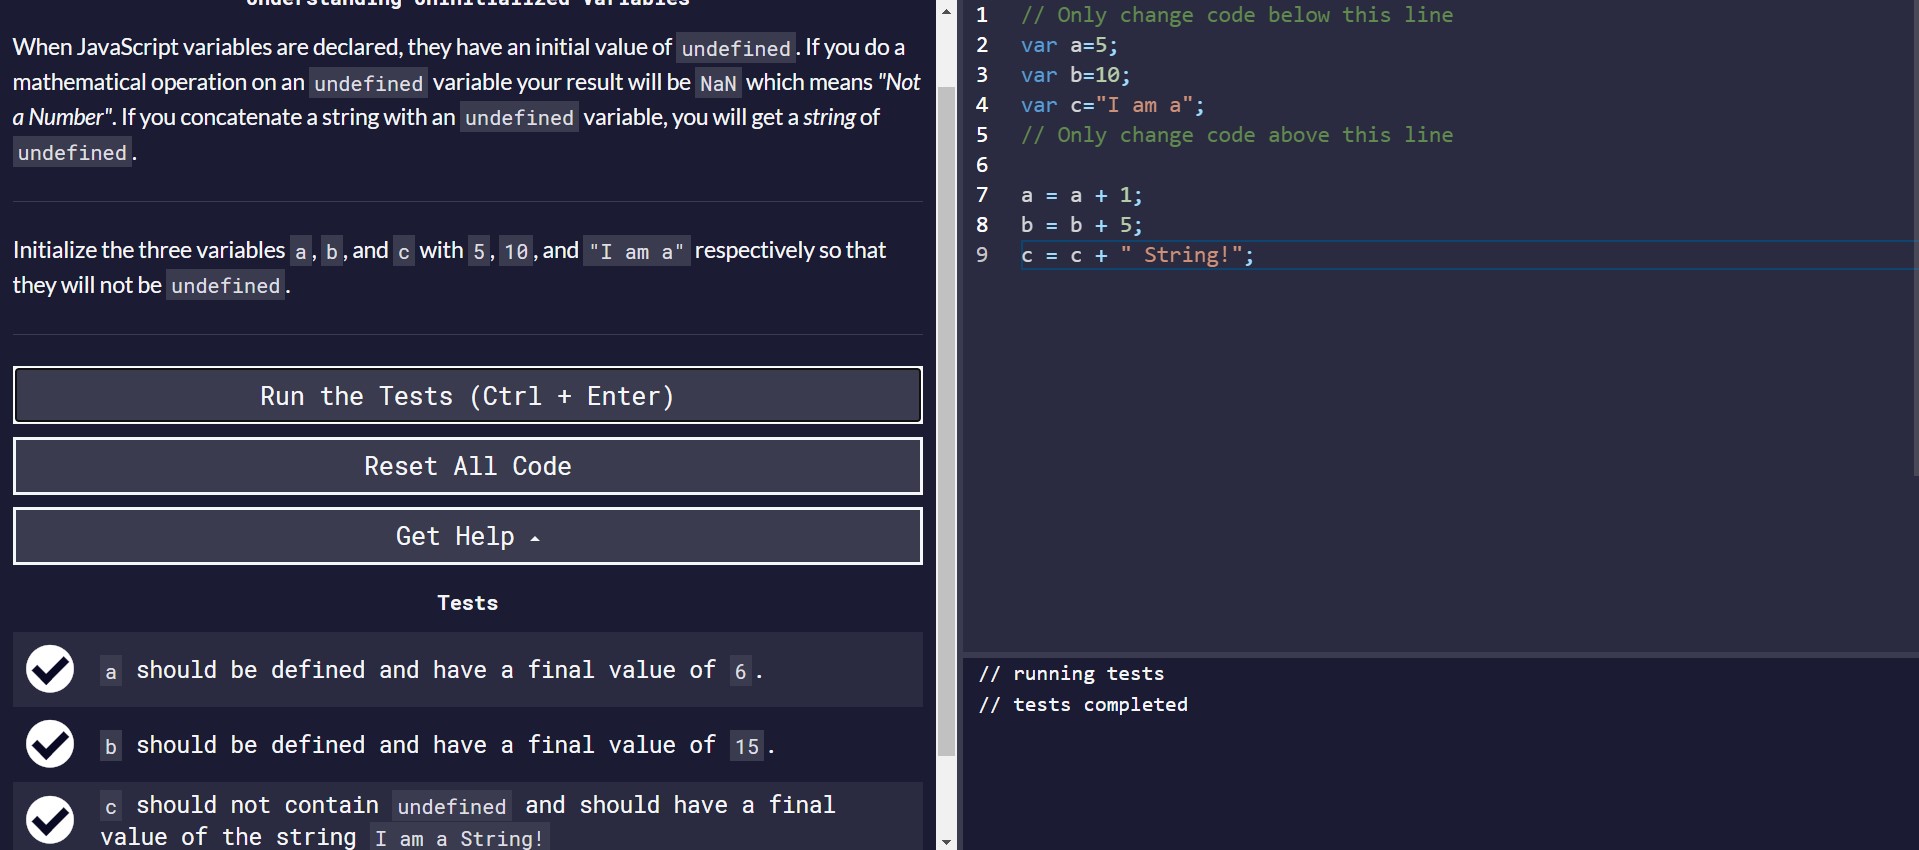 Understanding Uninitialized Variables
When JavaScript variables are declared, they have an initial value of undefined. If you do a
mathematical operation on an undefined variable your result will be NaN which means "Not
a Number". If you concatenate a string with an undefined variable, you will get a string of
undefined.
Initialize the three variables a, b, and c with 5, 10, and "I am a" respectively so that
they will not be undefined.
Run the Tests (Ctrl + Enter)
Reset All Code
Get Help
Tests
a should be defined and have a final value of 6.
b should be defined and have a final value of 15.
c should not contain undefined and should have a final
value of the string I am a String!
1 // Only change code below this line
2 var a=5;
3 var b=10;
4 var c="I am a";
5 // Only change code above this line
6
7 a = a + 1;
8 b = b + 5;
9 c = c + " String!";
// running tests
// tests completed